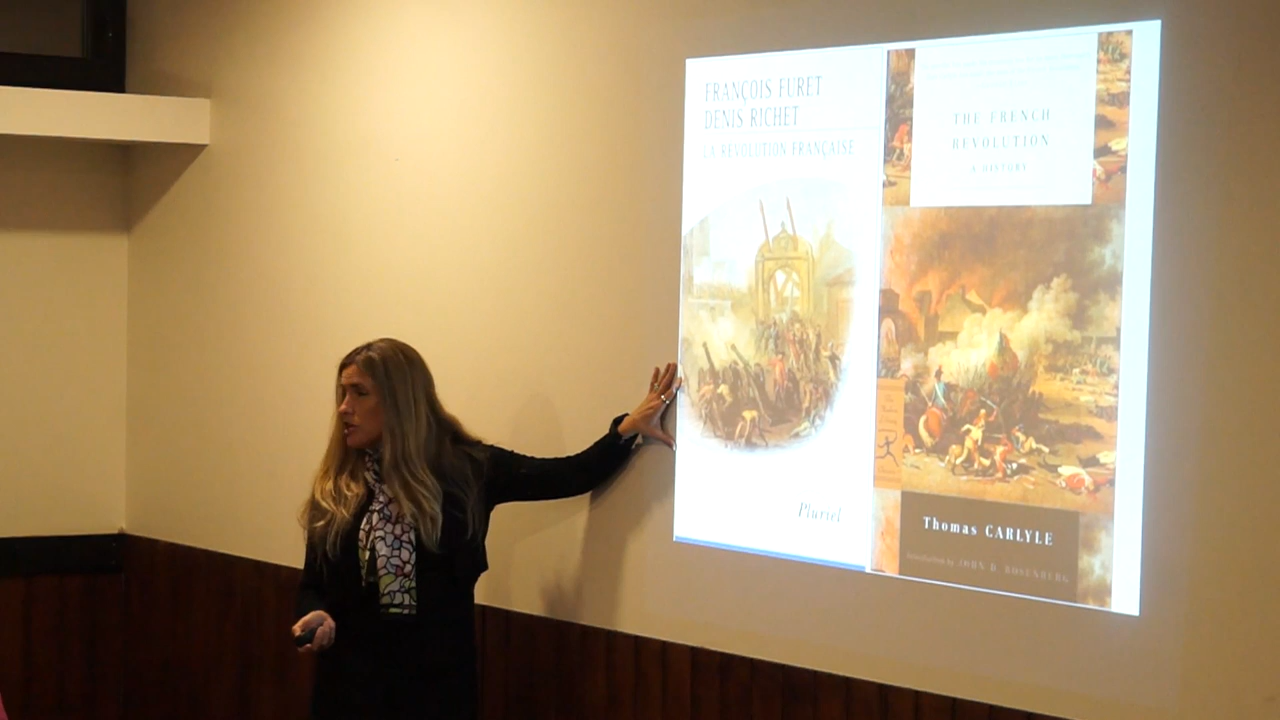 FRANÇOIS FURET
DENIS RICHET
LA RÉVOLUTION FRANÇAISE
Pluriel
THE FRENCH
REVOLUTION
A HISTORY
Thomas CARLYLE
Introduction by JOHN D. ROSENBERG